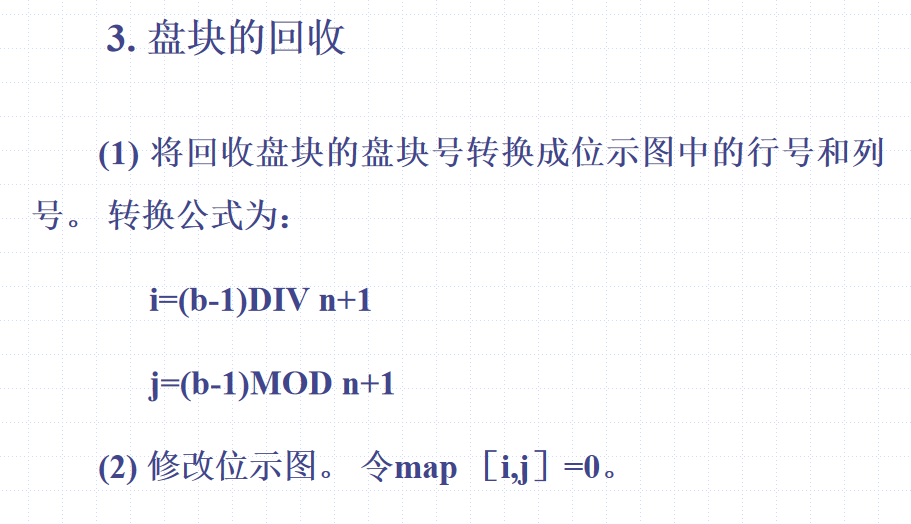 3. 盘块的回收
(1) 将回收盘块的盘块号转换成位示图中的行号和列
号。 转换公式为:
i=(b-1)DIV n+1
j=(b-1)MOD n+1
(2) 修改位示图。 令map ［i,j］=0。